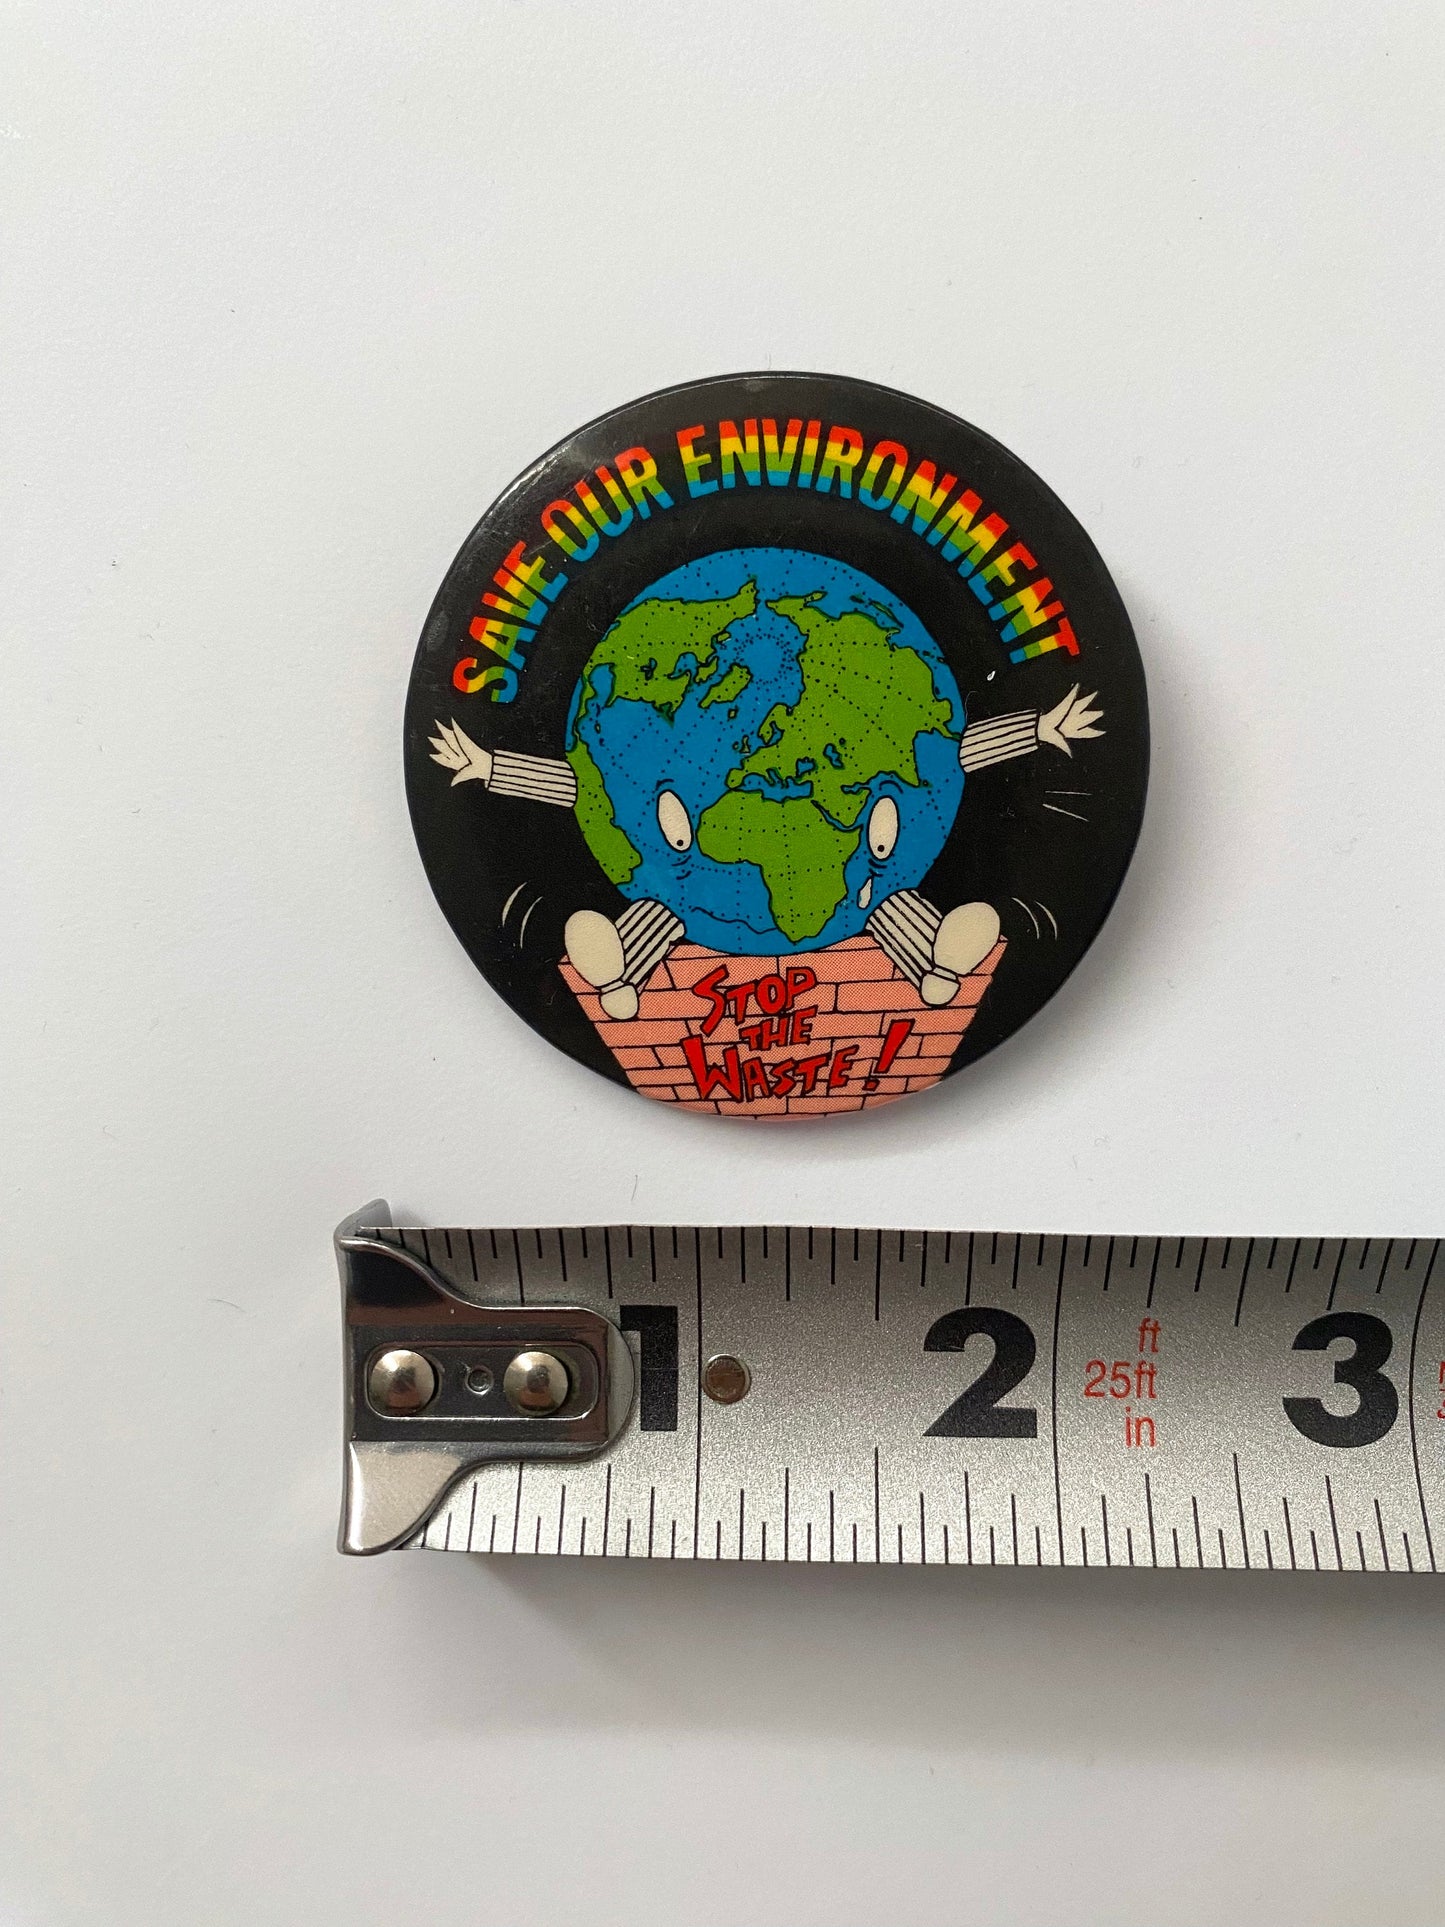 SAVE OUR ENVIRONMENT
STOP
THE
WASTE!
1 2 3
ft
25ft
in